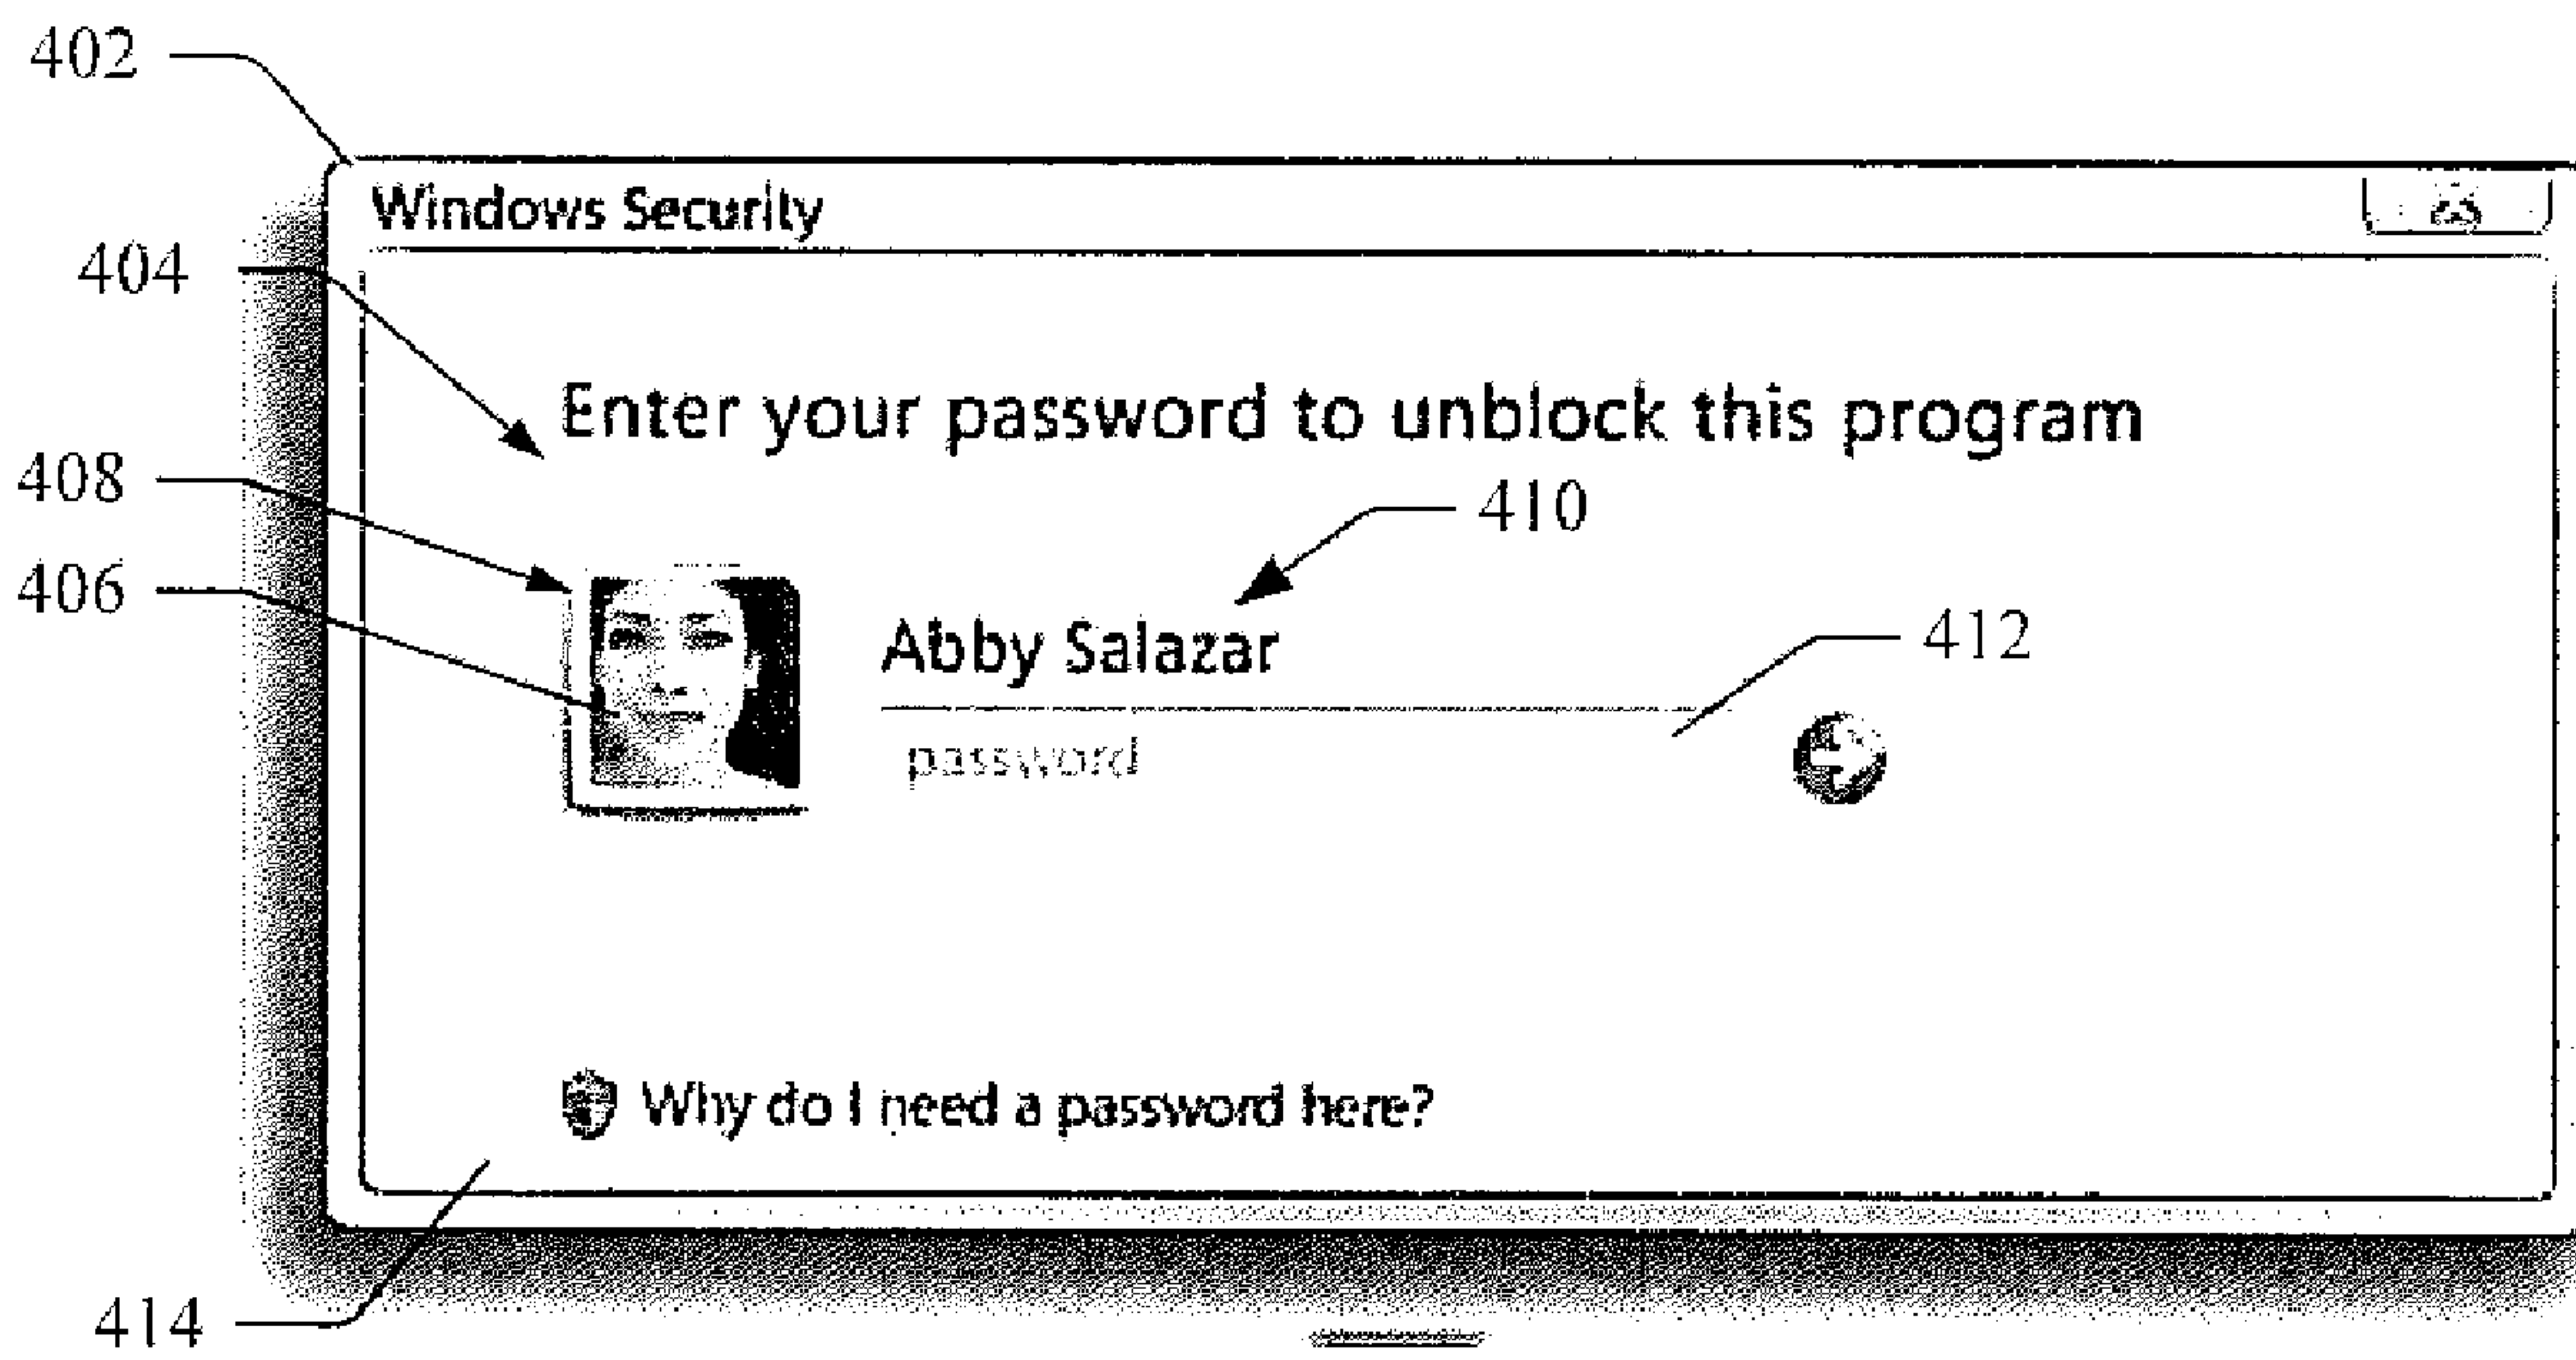 402
Windows Security
404
Enter your password to unblock this program
408
410
406
Abby Salazar
412
password
Why do I need a password here?
414